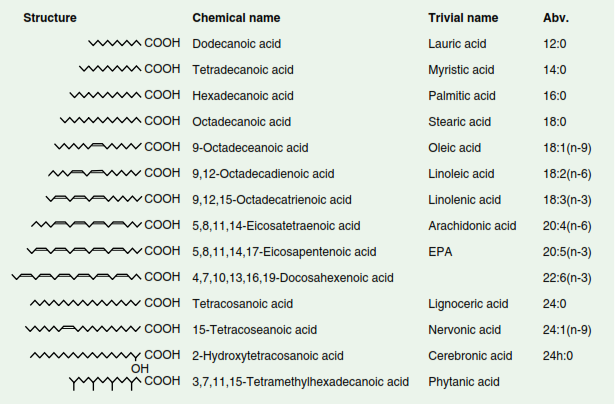 Structure Chemical name Trivial name Abv.
COOH Dodecanoic acid Lauric acid 12:0
COOH Tetradecanoic acid Myristic acid 14:0
COOH Hexadecanoic acid Palmitic acid 16:0
COOH Octadecanoic acid Stearic acid 18:0
COOH 9-Octadeceanoic acid Oleic acid 18:1(n-9)
COOH 9,12-Octadecadienoic acid Linoleic acid 18:2(n-6)
COOH 9,12,15-Octadecatrienoic acid Linolenic acid 18:3(n-3)
COOH 5,8,11,14-Eicosatetraenoic acid Arachidonic acid 20:4(n-6)
COOH 5,8,11,14,17-Eicosapentenoic acid EPA 20:5(n-3)
COOH 4,7,10,13,16,19-Docosahexenoic acid 22:6(n-3)
COOH Tetracosanoic acid Lignoceric acid 24:0
COOH 15-Tetracoseanoic acid Nervonic acid 24:1(n-9)
COOH 2-Hydroxytetracosanoic acid Cerebronic acid 24h:0
OH
COOH 3,7,11,15-Tetramethylhexadecanoic acid Phytanic acid